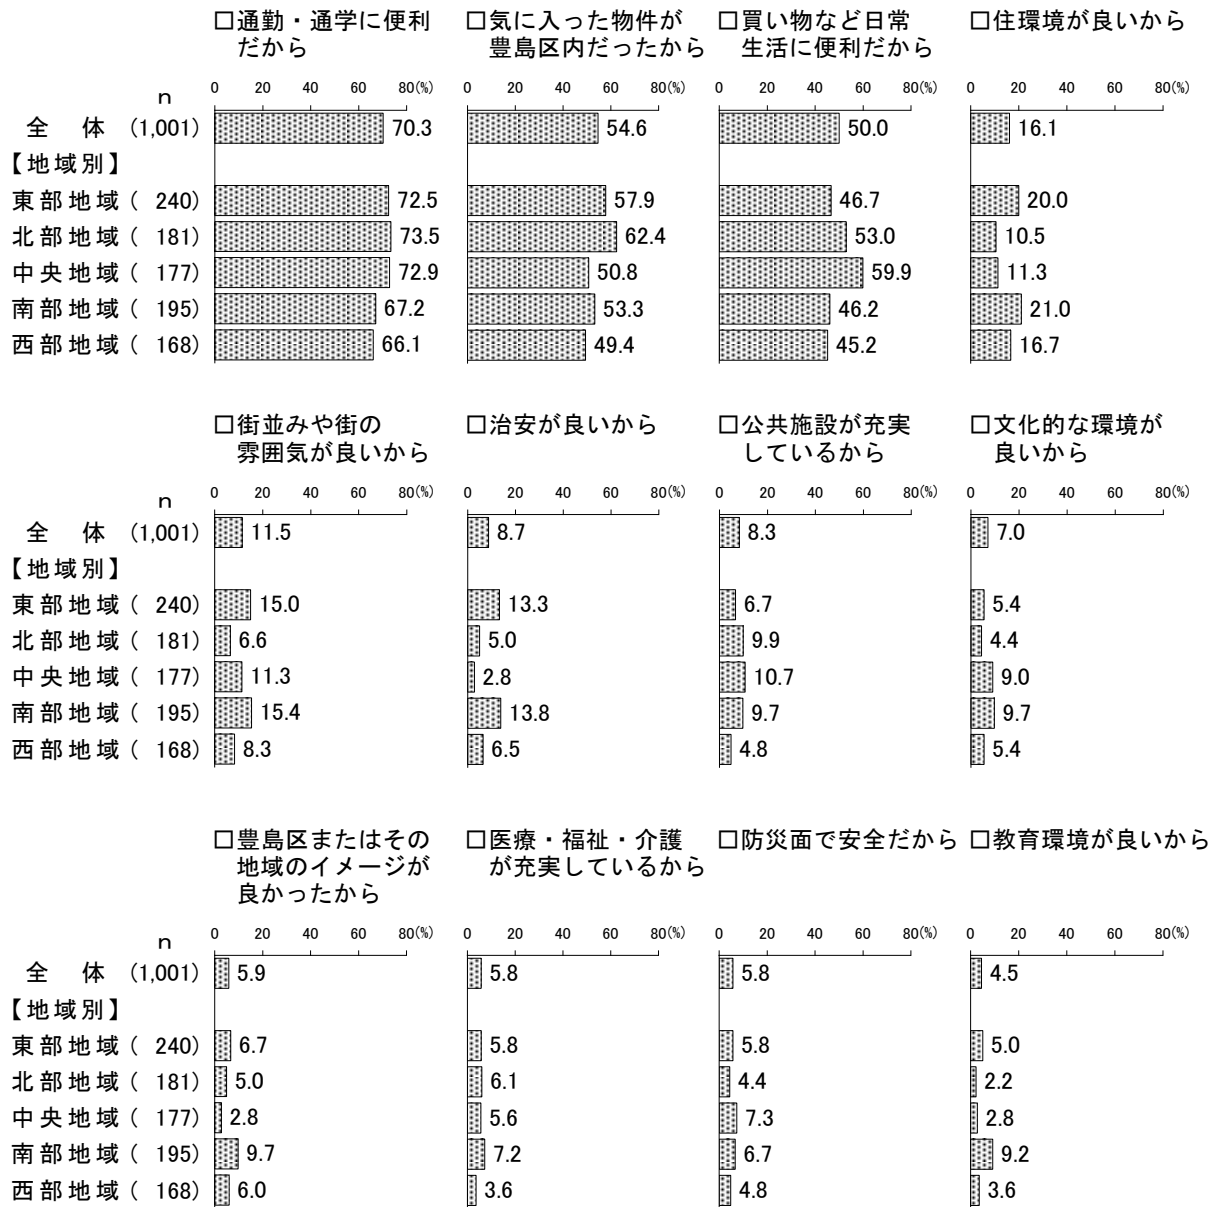 □通勤・通学に便利 □気に入った物件が □買い物など日常 □住環境が良いから
だから 豊島区内だったから 生活に便利だから
0 20 40 60 80(%) 0 20 40 60 80(%) 0 20 40 60 80(%) 0 20 40 60 80(%)
n
全 体 (1,001) 70.3 54.6 50.0 16.1
【地域別】
東部地域( 240) 72.5 57.9 46.7 20.0
北部地域( 181) 73.5 62.4 53.0 10.5
中央地域( 177) 72.9 50.8 59.9 11.3
南部地域( 195) 67.2 53.3 46.2 21.0
西部地域( 168) 66.1 49.4 45.2 16.7
□街並みや街の □治安が良いから □公共施設が充実 □文化的な環境が
雰囲気が良いから しているから 良いから
0 20 40 60 80(%) 0 20 40 60 80(%) 0 20 40 60 80(%) 0 20 40 60 80(%)
n
全 体 (1,001) 11.5 8.7 8.3 7.0
【地域別】
東部地域( 240) 15.0 13.3 6.7 5.4
北部地域( 181) 6.6 5.0 9.9 4.4
中央地域( 177) 11.3 2.8 10.7 9.0
南部地域( 195) 15.4 13.8 9.7 9.7
西部地域( 168) 8.3 6.5 4.8 5.4
□豊島区またはその □医療・福祉・介護 □防災面で安全だから □教育環境が良いから
地域のイメージが が充実しているから
良かったから
0 20 40 60 80(%) 0 20 40 60 80(%) 0 20 40 60 80(%) 0 20 40 60 80(%)
n
全 体 (1,001) 5.9 5.8 5.8 4.5
【地域別】
東部地域( 240) 6.7 5.8 5.8 5.0
北部地域( 181) 5.0 6.1 4.4 2.2
中央地域( 177) 2.8 5.6 7.3 2.8
南部地域( 195) 9.7 7.2 6.7 9.2
西部地域( 168) 6.0 3.6 4.8 3.6